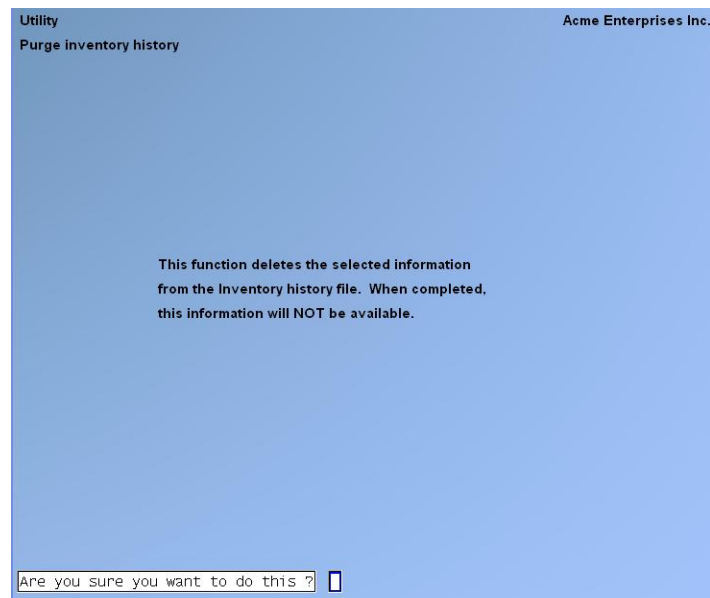 Utility Acme Enterprises Inc.
Purge inventory history
This function deletes the selected information
from the Inventory history file.  When completed,
this information will NOT be available.
Are you sure you want to do this ?